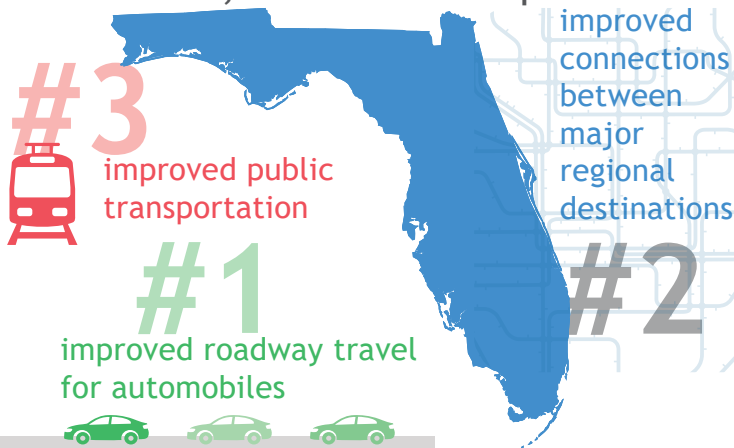 improved
connections
between
major
regional
destinations
#2
#3
improved public
transportation
#1
improved roadway travel
for automobiles